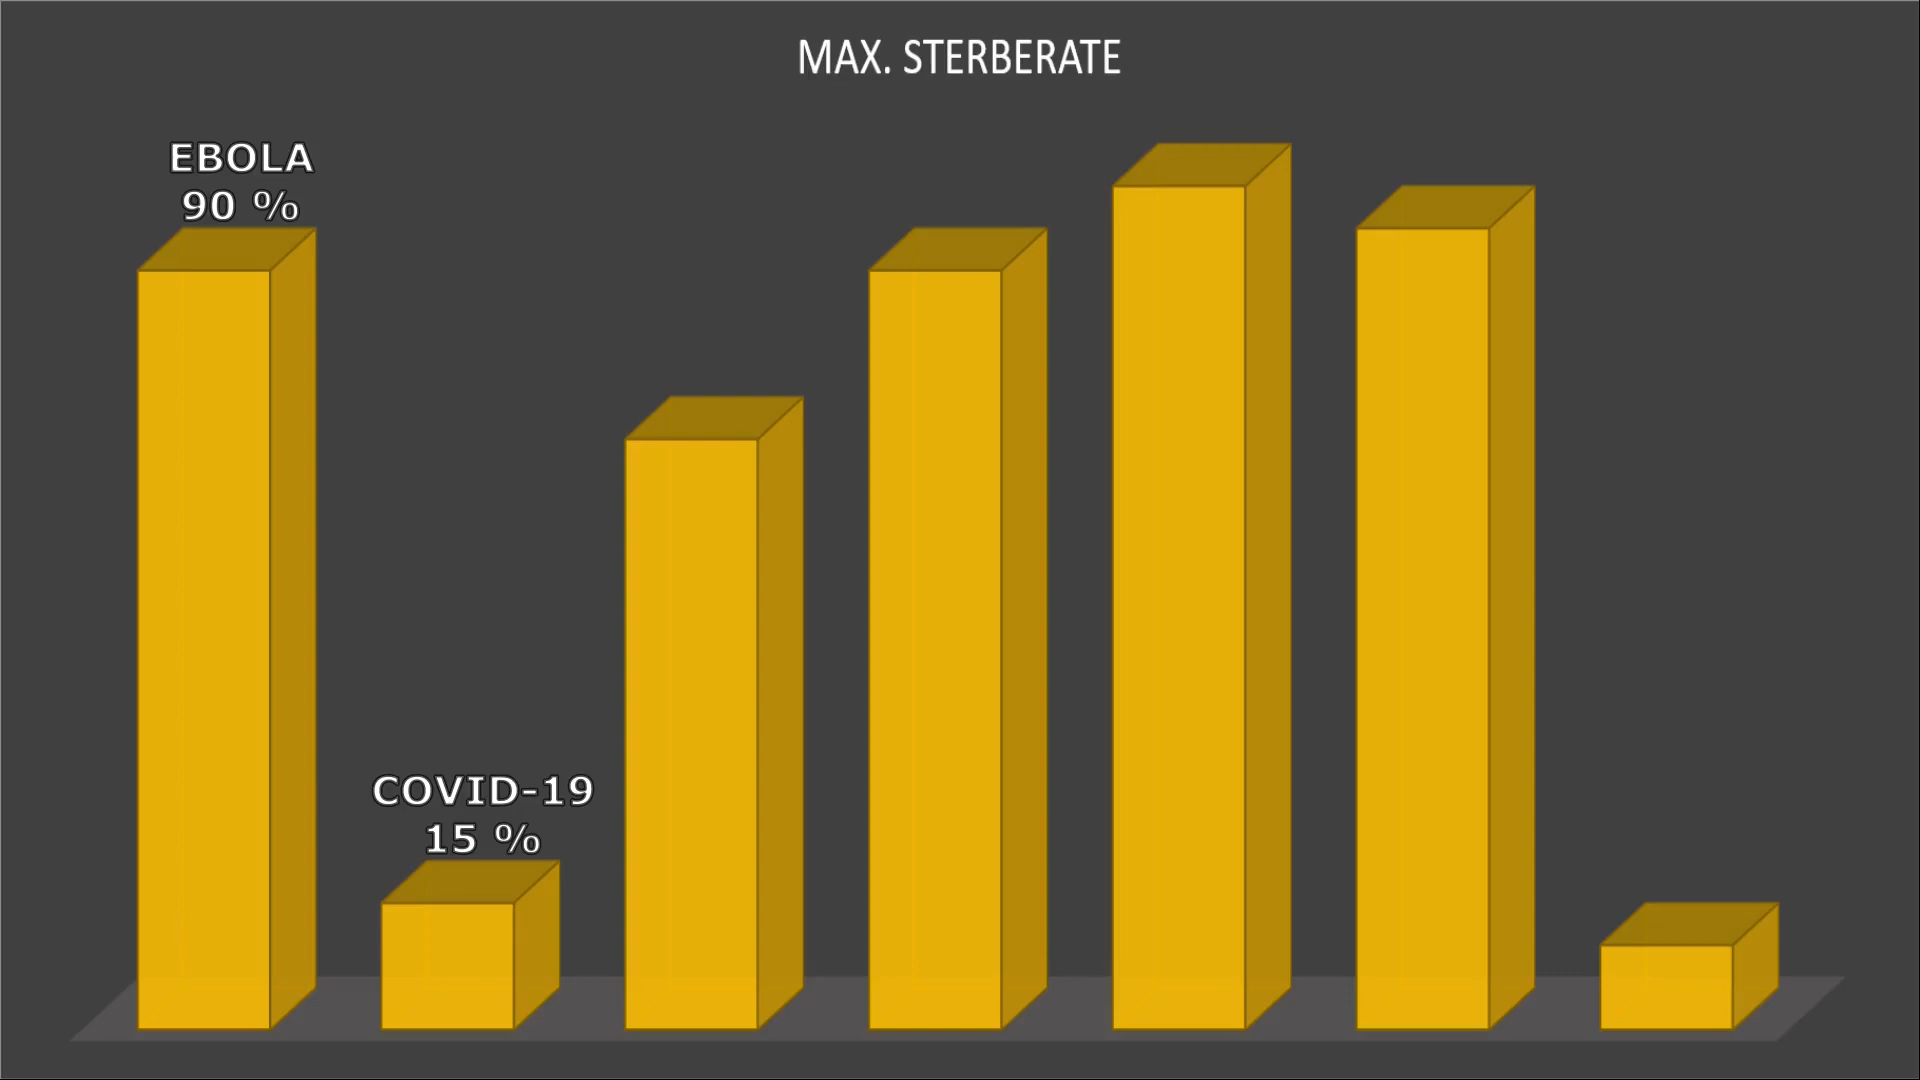 MAX. STERBERATE
EBOLA
90 %
COVID-19
15 %